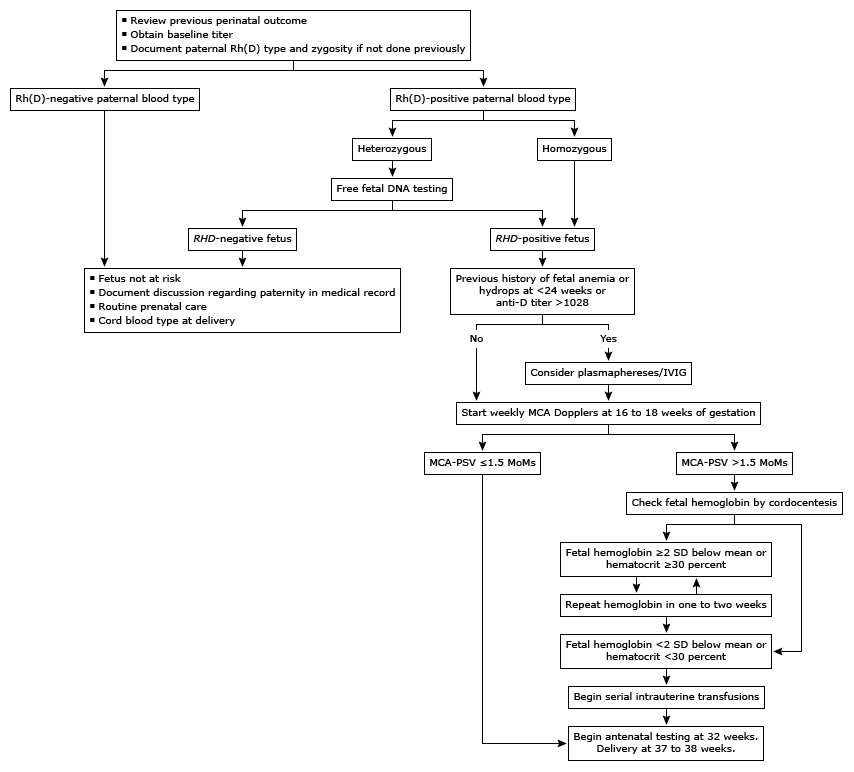 ▪ Review previous perinatal outcome
▪ Obtain baseline titer
▪ Document paternal Rh(D) type and zygosity if not done previously
Rh(D)-negative paternal blood type
Rh(D)-positive paternal blood type
Heterozygous
Homozygous
Free fetal DNA testing
RHD-negative fetus
RHD-positive fetus
▪ Fetus not at risk
▪ Document discussion regarding paternity in medical record
▪ Routine prenatal care
▪ Cord blood type at delivery
Previous history of fetal anemia or
hydrops at <24 weeks or
anti-D titer >1028
No
Yes
Consider plasmaphereses/IVIG
Start weekly MCA Dopplers at 16 to 18 weeks of gestation
MCA-PSV ≤1.5 MoMs
MCA-PSV >1.5 MoMs
Check fetal hemoglobin by cordocentesis
Fetal hemoglobin ≥2 SD below mean or
hematocrit ≥30 percent
Repeat hemoglobin in one to two weeks
Fetal hemoglobin <2 SD below mean or
hematocrit <30 percent
Begin serial intrauterine transfusions
Begin antenatal testing at 32 weeks.
Delivery at 37 to 38 weeks.